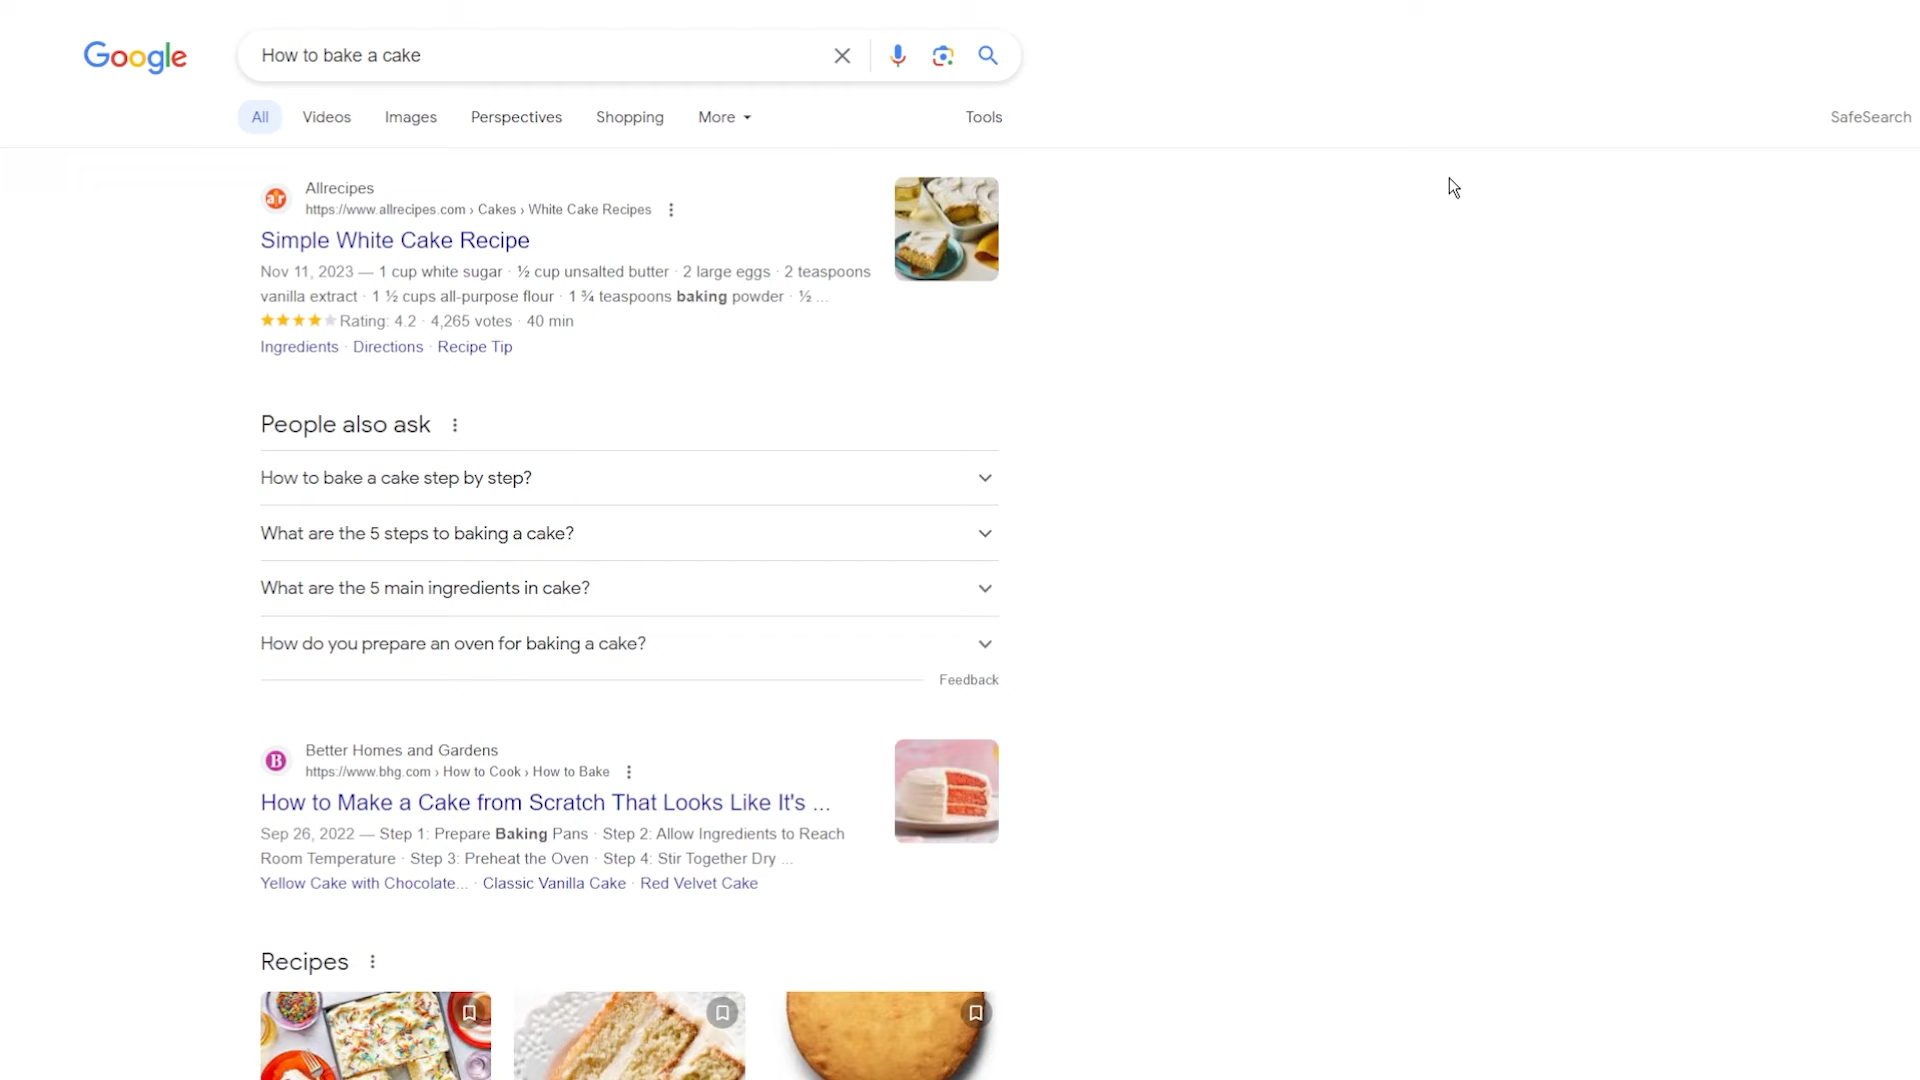 Google
How to bake a cake
All Videos Images Perspectives Shopping More Tools SafeSearch
ar
Allrecipes
https://www.allrecipes.com › Cakes › White Cake Recipes
Simple White Cake Recipe
Nov 11, 2023 — 1 cup white sugar · ½ cup unsalted butter · 2 large eggs · 2 teaspoons
vanilla extract · 1 ½ cups all-purpose flour · 1 ¾ teaspoons baking powder · ½ ...
Rating: 4.2 · 4,265 votes · 40 min
Ingredients · Directions · Recipe Tip
People also ask
How to bake a cake step by step?
What are the 5 steps to baking a cake?
What are the 5 main ingredients in cake?
How do you prepare an oven for baking a cake?
Feedback
B
Better Homes and Gardens
https://www.bhg.com › How to Cook › How to Bake
How to Make a Cake from Scratch That Looks Like It's ...
Sep 26, 2022 — Step 1: Prepare Baking Pans · Step 2: Allow Ingredients to Reach
Room Temperature · Step 3: Preheat the Oven · Step 4: Stir Together Dry ...
Yellow Cake with Chocolate... · Classic Vanilla Cake · Red Velvet Cake
Recipes